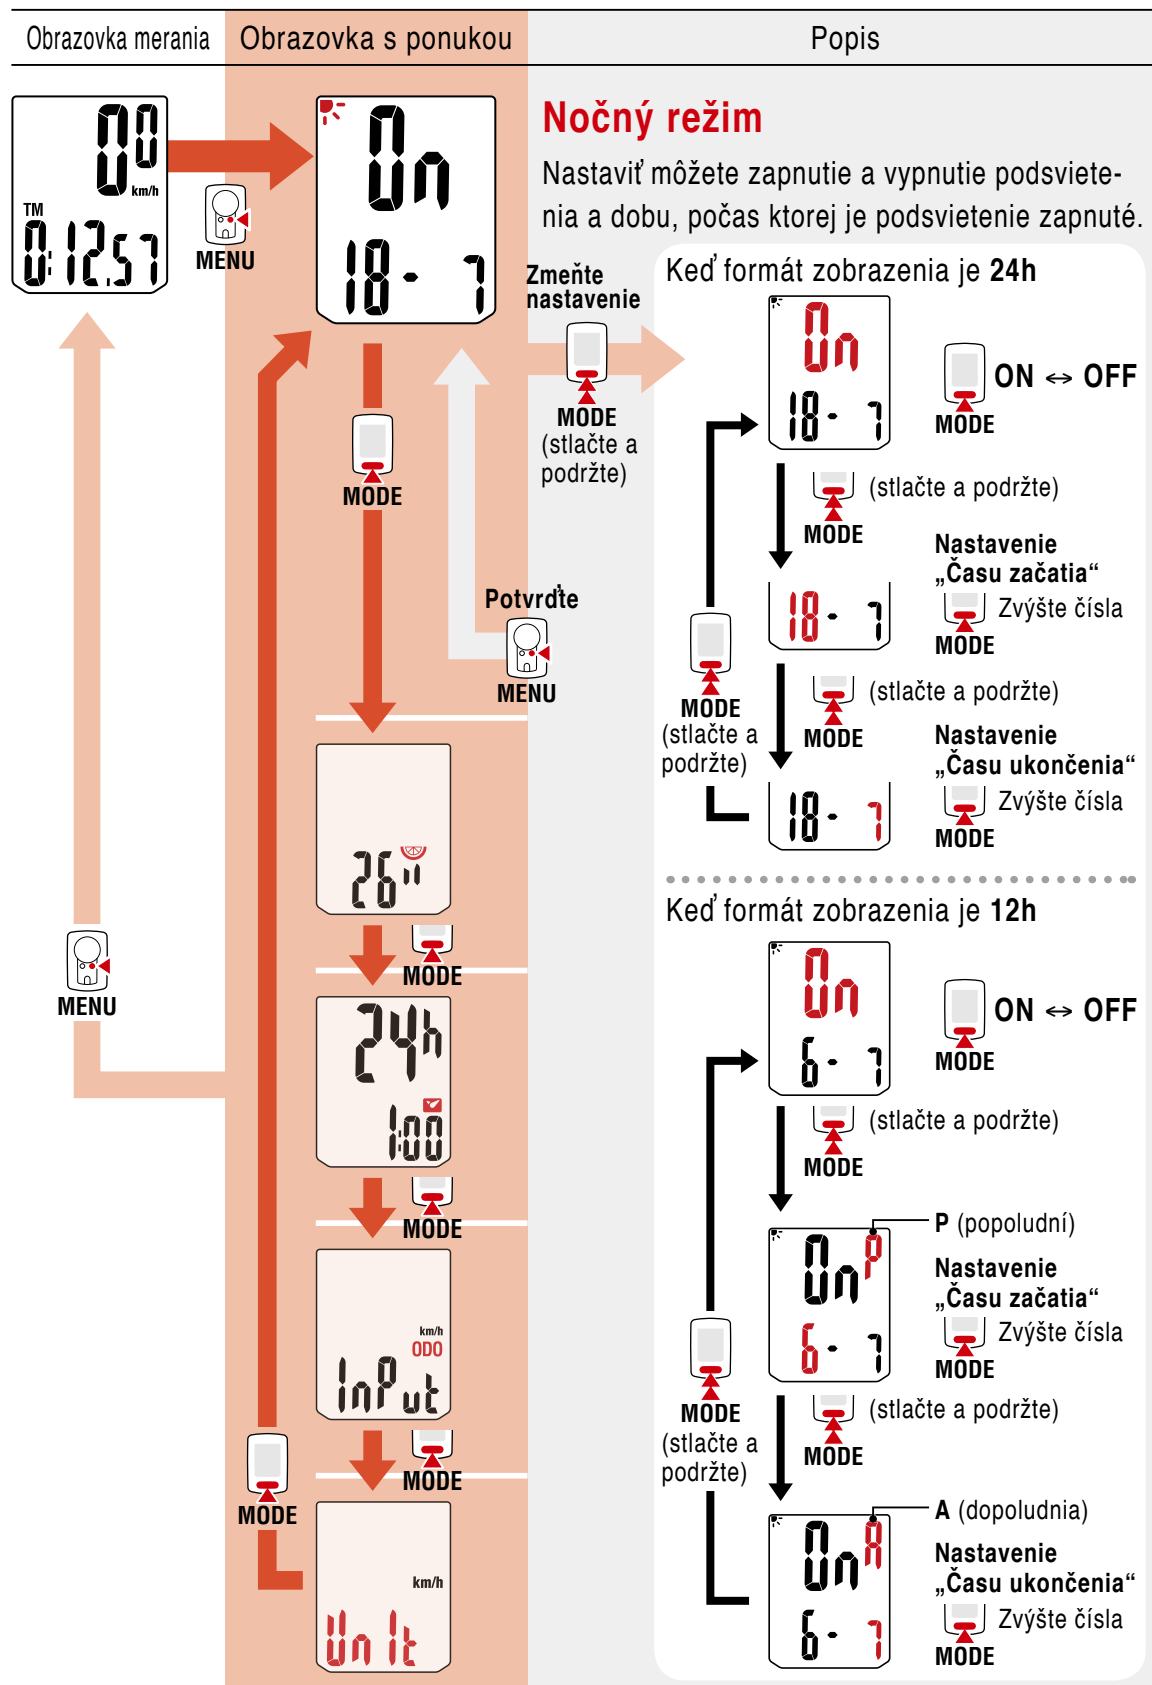 Obrazovka merania
Obrazovka s ponukou
Popis
00
km/h
TM
0:12.57
MENU
On
18- 7
Nočný režim
Nastaviť môžete zapnutie a vypnutie podsviete-
nia a dobu, počas ktorej je podsvietenie zapnuté.
Zmeňte
nastavenie
MODE
(stlačte a
podržte)
MODE
Potvrďte
MENU
26"
MODE
24h
1:00
MODE
km/h
ODO
InPut
MODE
km/h
UnIt
MODE
MENU
Keď formát zobrazenia je 24h
On
18- 7
MODE
ON ↔ OFF
(stlačte a podržte)
MODE
Nastavenie
„Času začatia“
18- 7
Zvýšte čísla
MODE
(stlačte a podržte)
MODE
MODE
(stlačte a
podržte)
Nastavenie
„Času ukončenia“
18- 7
Zvýšte čísla
MODE
Keď formát zobrazenia je 12h
On
6- 7
MODE
ON ↔ OFF
(stlačte a podržte)
MODE
On P
6- 7
P (popoludní)
Nastavenie
„Času začatia“
Zvýšte čísla
MODE
(stlačte a podržte)
MODE
MODE
(stlačte a
podržte)
On A
6- 7
A (dopoludnia)
Nastavenie
„Času ukončenia“
Zvýšte čísla
MODE